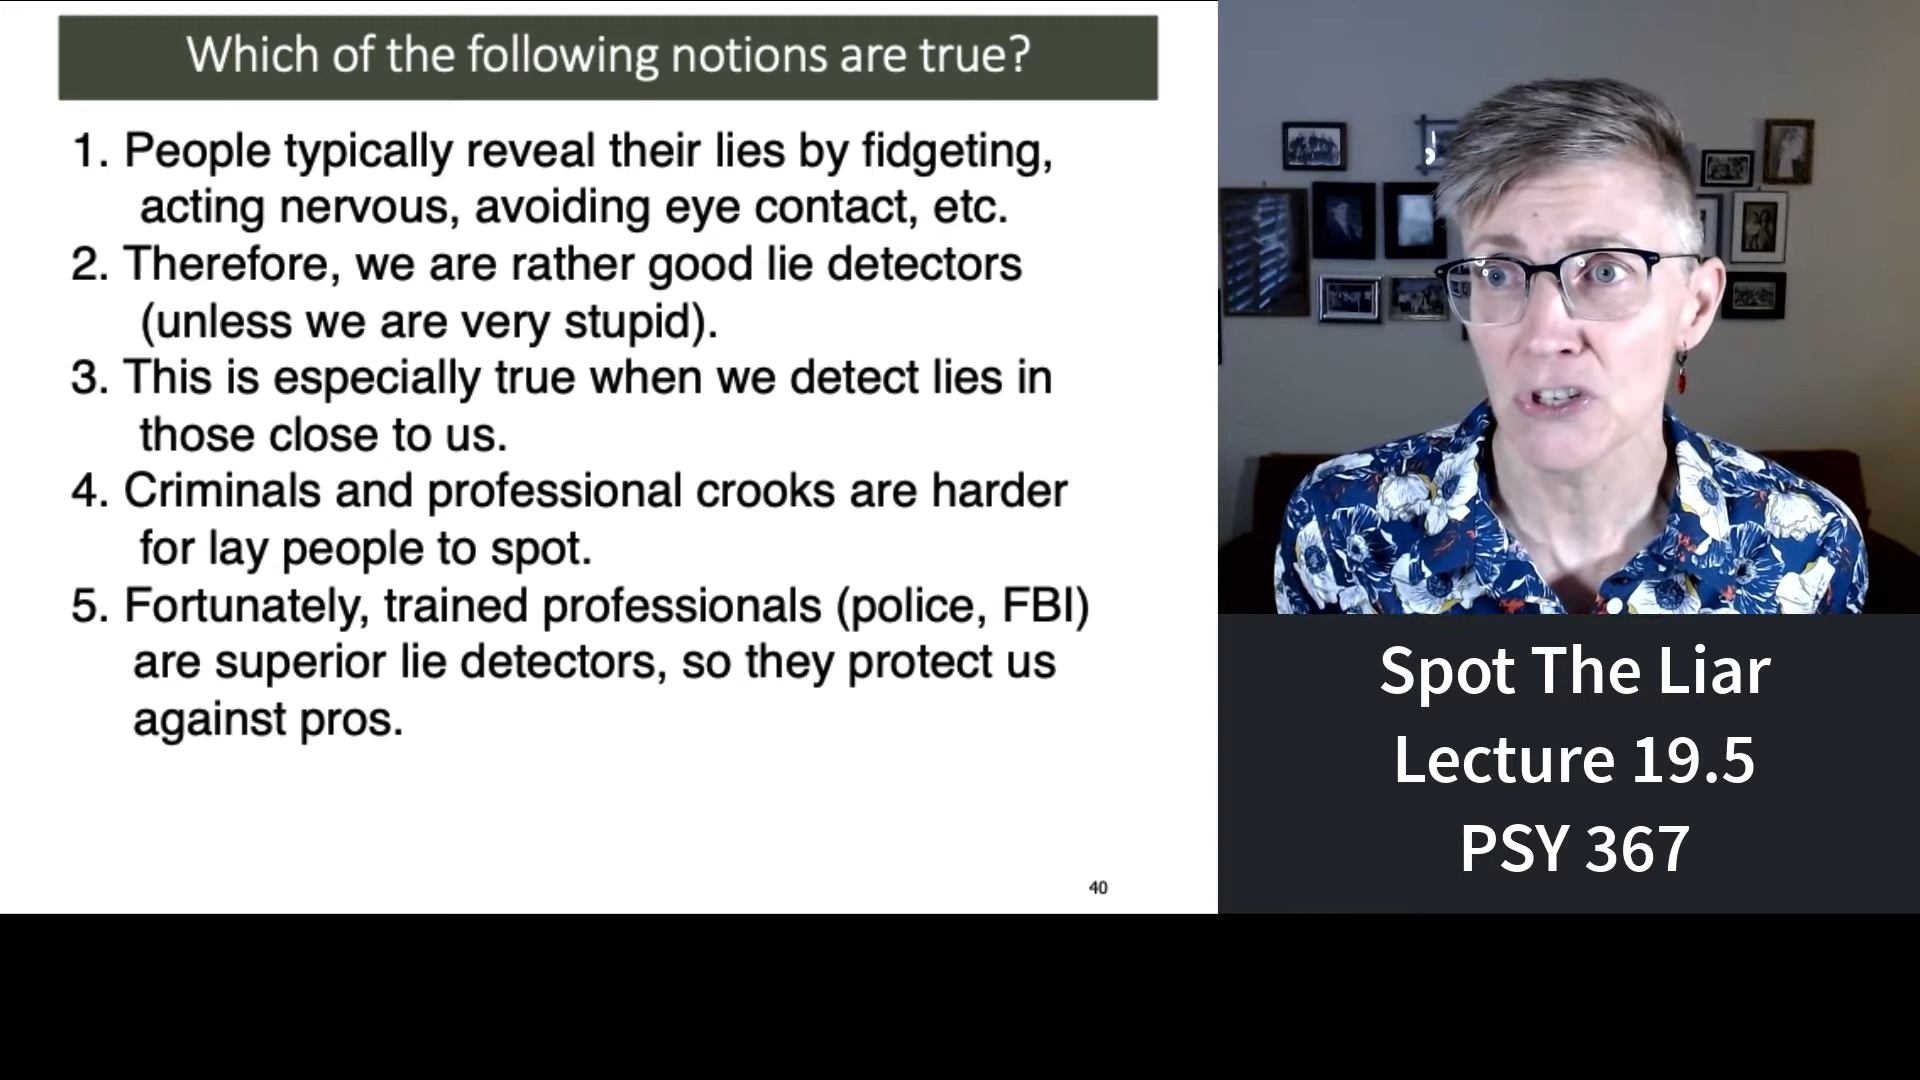 Which of the following notions are true?
1. People typically reveal their lies by fidgeting,
acting nervous, avoiding eye contact, etc.
2. Therefore, we are rather good lie detectors
(unless we are very stupid).
3. This is especially true when we detect lies in
those close to us.
4. Criminals and professional crooks are harder
for lay people to spot.
5. Fortunately, trained professionals (police, FBI)
are superior lie detectors, so they protect us
against pros.
40
Spot The Liar
Lecture 19.5
PSY 367